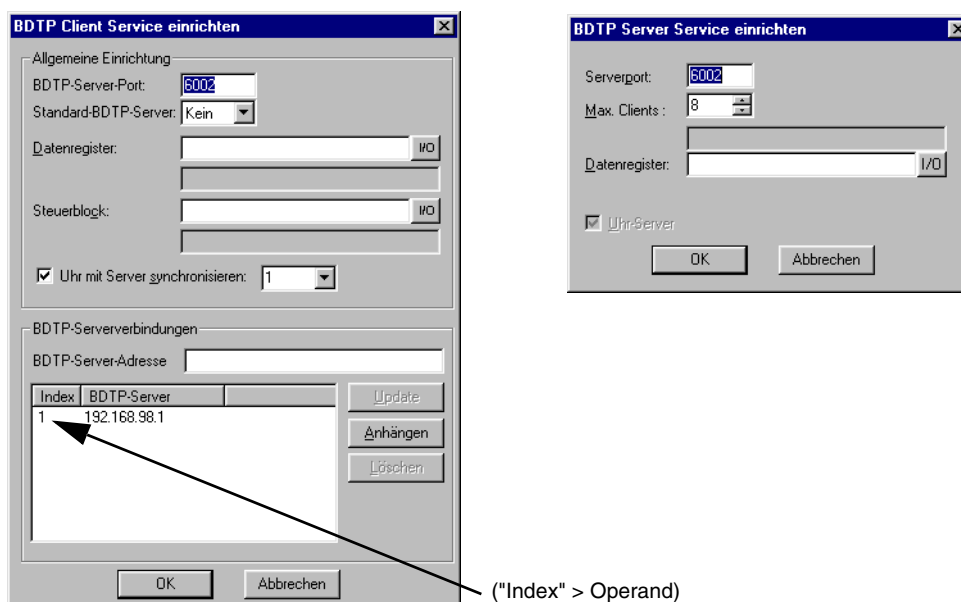 BDTP Client Service einrichten
Allgemeine Einrichtung
BDTP-Server-Port: 6002
Standard-BDTP-Server: Kein
Datenregister: I/O
Steuerblock: I/O
Uhr mit Server synchronisieren: 1
BDTP-Serververbindungen
BDTP-Server-Adresse
Index BDTP-Server
1 192.168.98.1
Update
Anhängen
Löschen
OK Abbrechen
("Index" > Operand)
BDTP Server Service einrichten
Serverport: 6002
Max. Clients : 8
Datenregister: I/O
Uhr-Server
OK Abbrechen